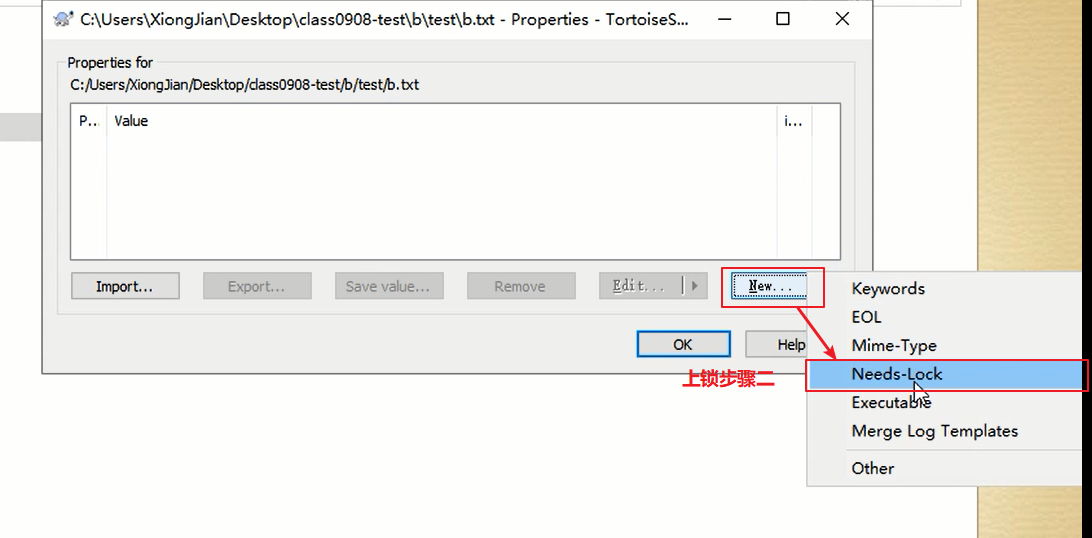 C:\Users\XiongJian\Desktop\class0908-test\b\test\b.txt - Properties - TortoiseS...
Properties for
C:/Users/XiongJian/Desktop/class0908-test/b/test/b.txt
P... Value i...
Import... Export... Save value... Remove Edit... New...
Keywords
EOL
Mime-Type
Needs-Lock
Executable
Merge Log Templates
Other
OK Help
上锁步骤二